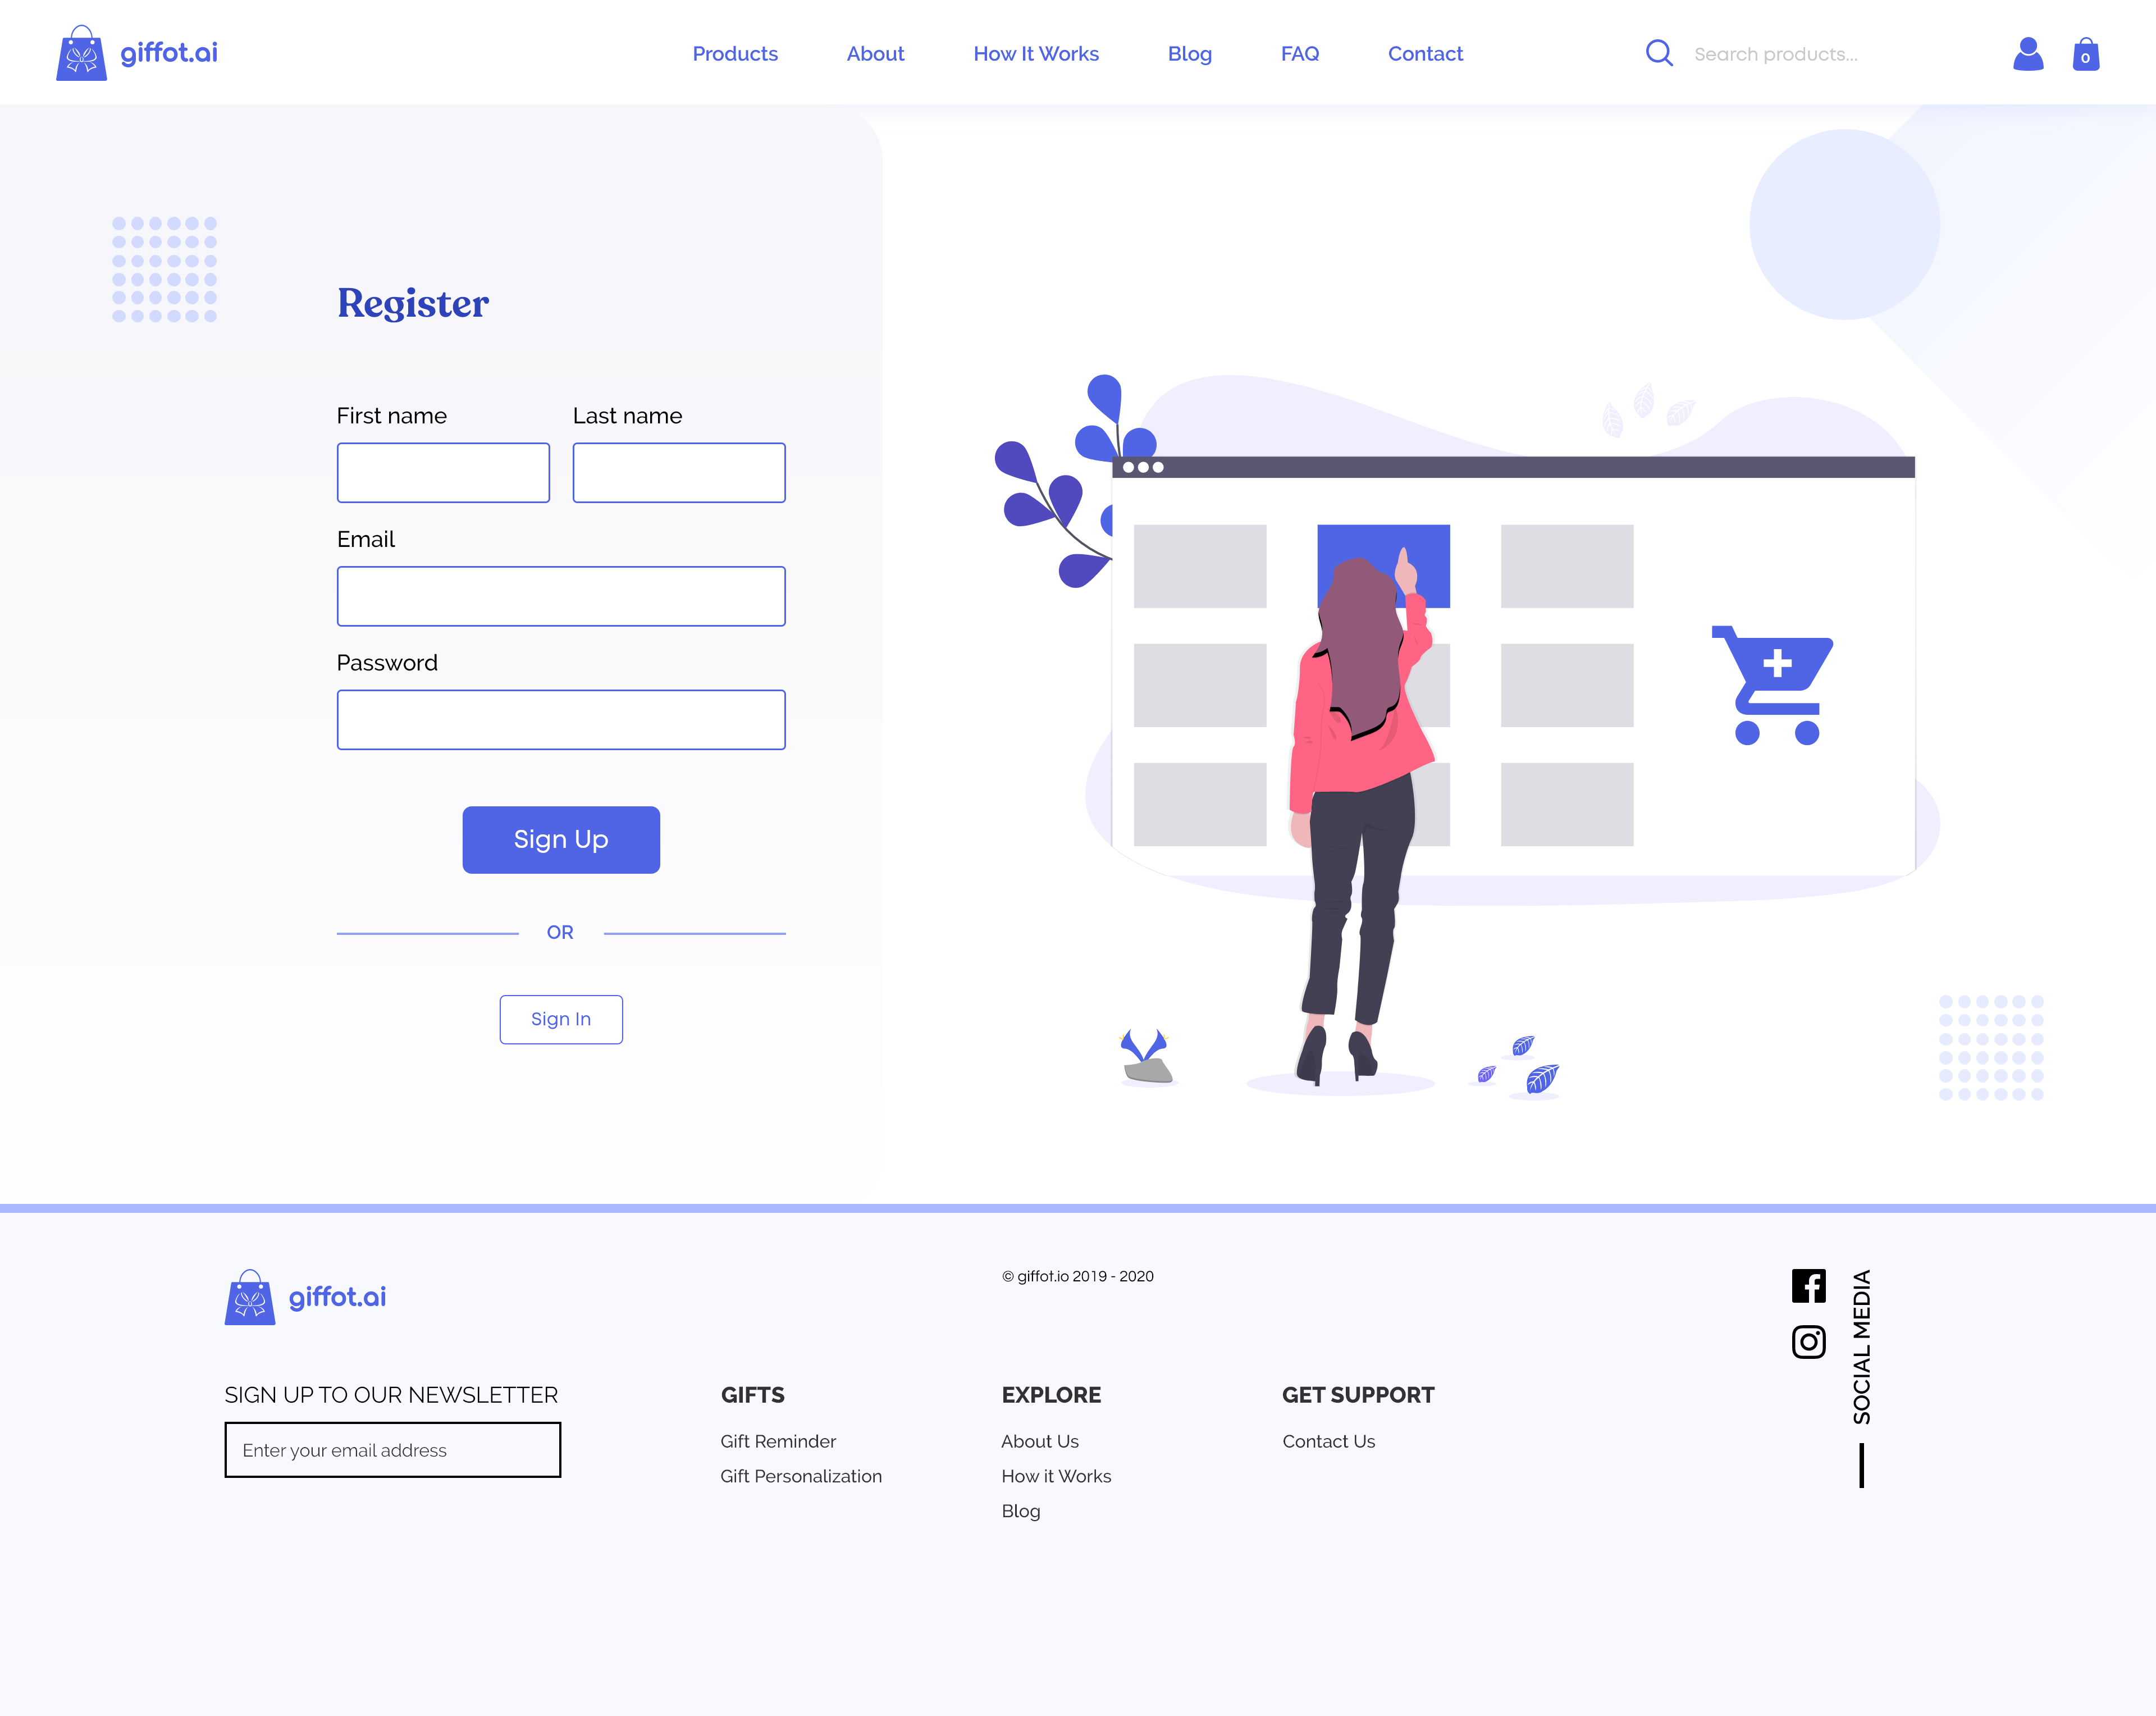 giffot.ai
Products
About
How It Works
Blog
FAQ
Contact
Search products...
0
Register
First name
Last name
Email
Password
Sign Up
OR
Sign In
giffot.ai
© giffot.io 2019 - 2020
SOCIAL MEDIA
SIGN UP TO OUR NEWSLETTER
Enter your email address
GIFTS
Gift Reminder
Gift Personalization
EXPLORE
About Us
How it Works
Blog
GET SUPPORT
Contact Us